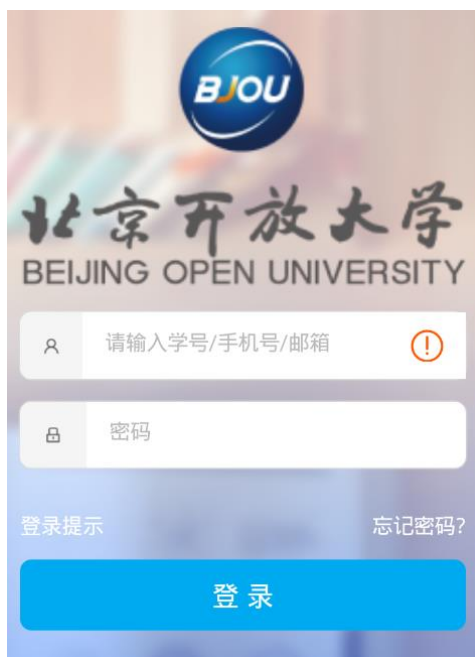 BJOU
北京开放大学
BEIJING OPEN UNIVERSITY
请输入学号/手机号/邮箱
密码
登录提示 忘记密码?
登录